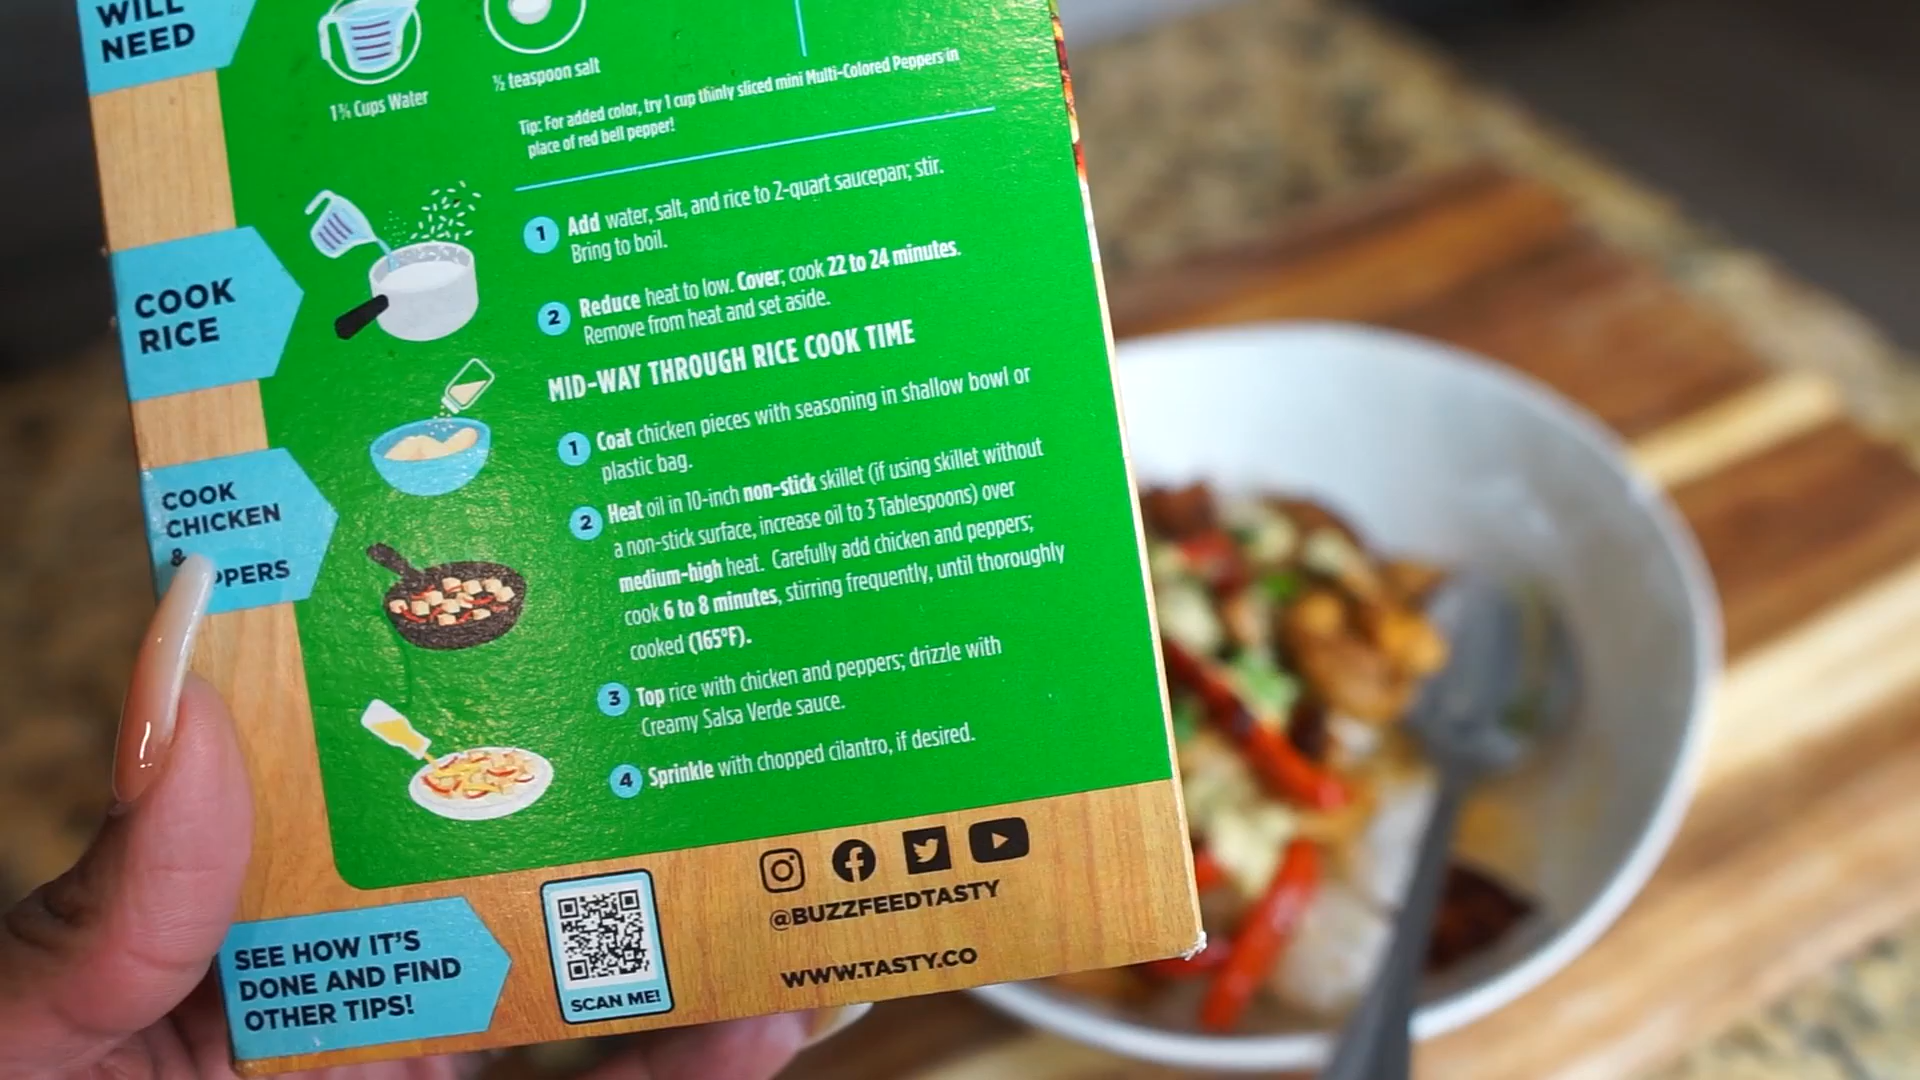 WILL
NEED
1¾ Cups Water
½ teaspoon salt
Tip: For added color, try 1 cup thinly sliced mini Multi-Colored Peppers in
place of red bell pepper!
COOK
RICE
1 Add water, salt, and rice to 2-quart saucepan; stir.
Bring to boil.
2 Reduce heat to low. Cover; cook 22 to 24 minutes.
Remove from heat and set aside.
MID-WAY THROUGH RICE COOK TIME
COOK
CHICKEN
&
PPERS
1 Coat chicken pieces with seasoning in shallow bowl or
plastic bag.
2 Heat oil in 10-inch non-stick skillet (if using skillet without
a non-stick surface, increase oil to 3 Tablespoons) over
medium-high heat. Carefully add chicken and peppers;
cook 6 to 8 minutes, stirring frequently, until thoroughly
cooked (165°F).
3 Top rice with chicken and peppers; drizzle with
Creamy Salsa Verde sauce.
4 Sprinkle with chopped cilantro, if desired.
SEE HOW IT'S
DONE AND FIND
OTHER TIPS!
SCAN ME!
@BUZZFEEDTASTY
WWW.TASTY.CO